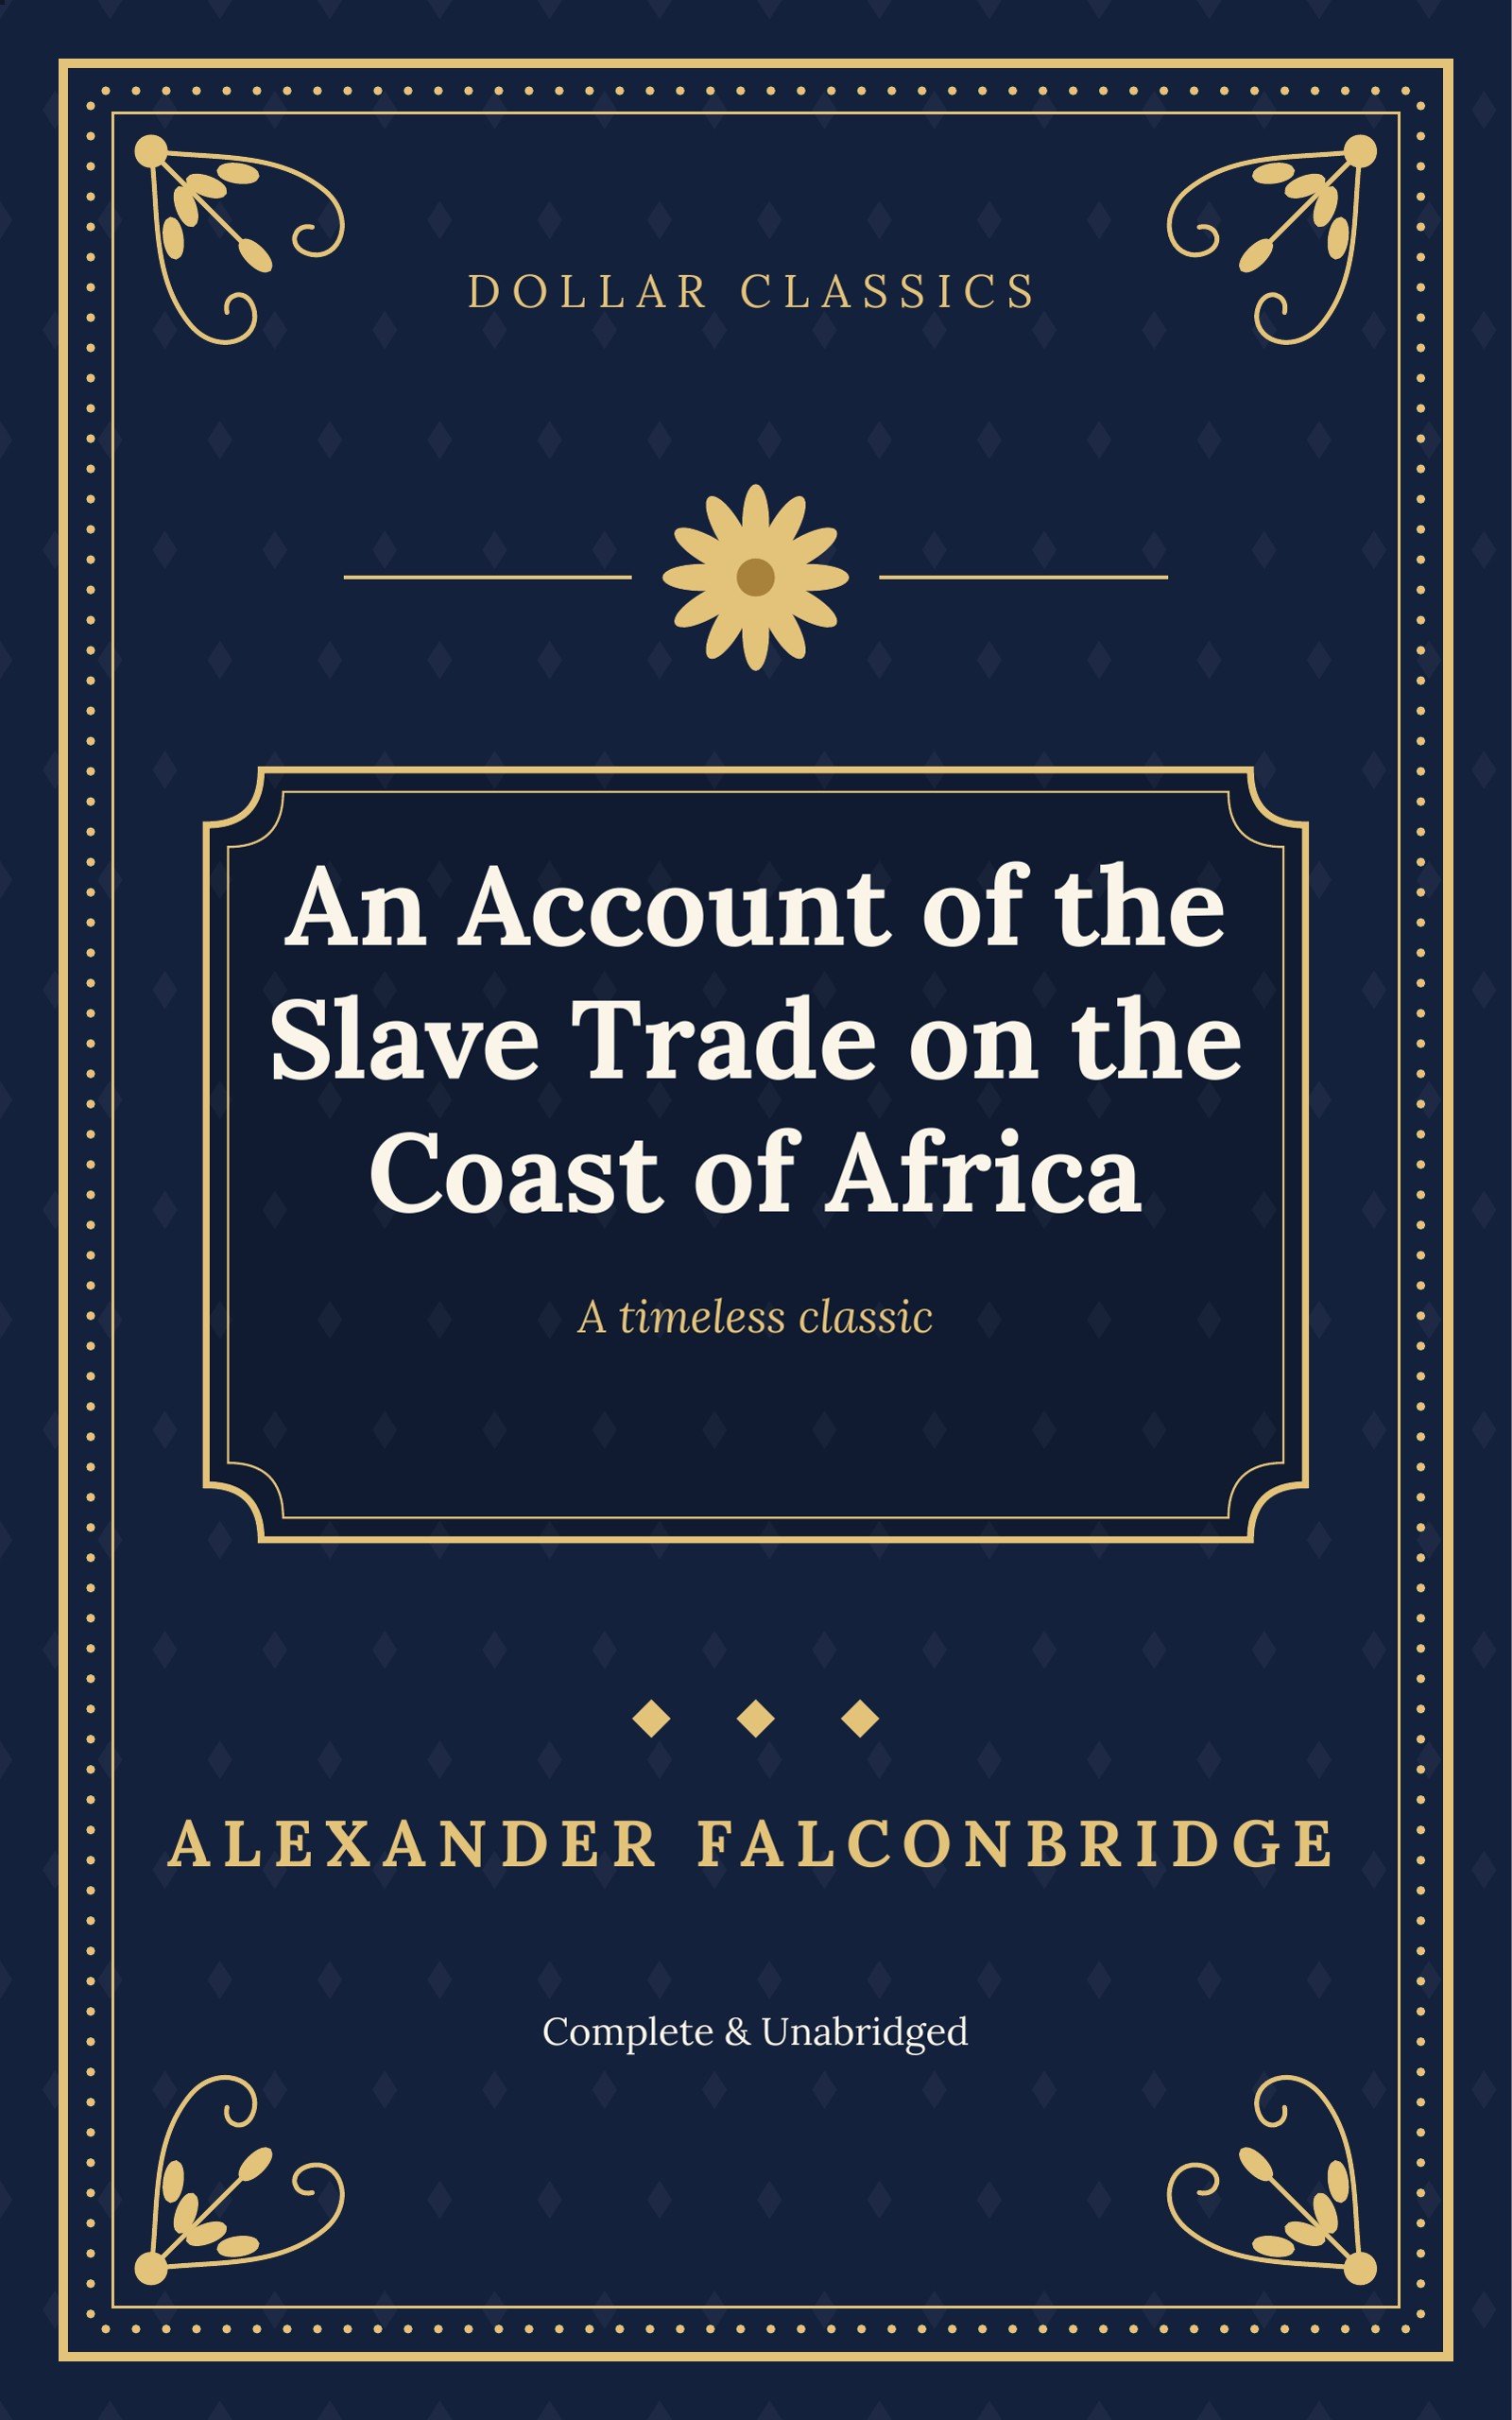 DOLLAR CLASSICS
An Account of the
Slave Trade on the
Coast of Africa
A timeless classic
ALEXANDER FALCONBRIDGE
Complete & Unabridged